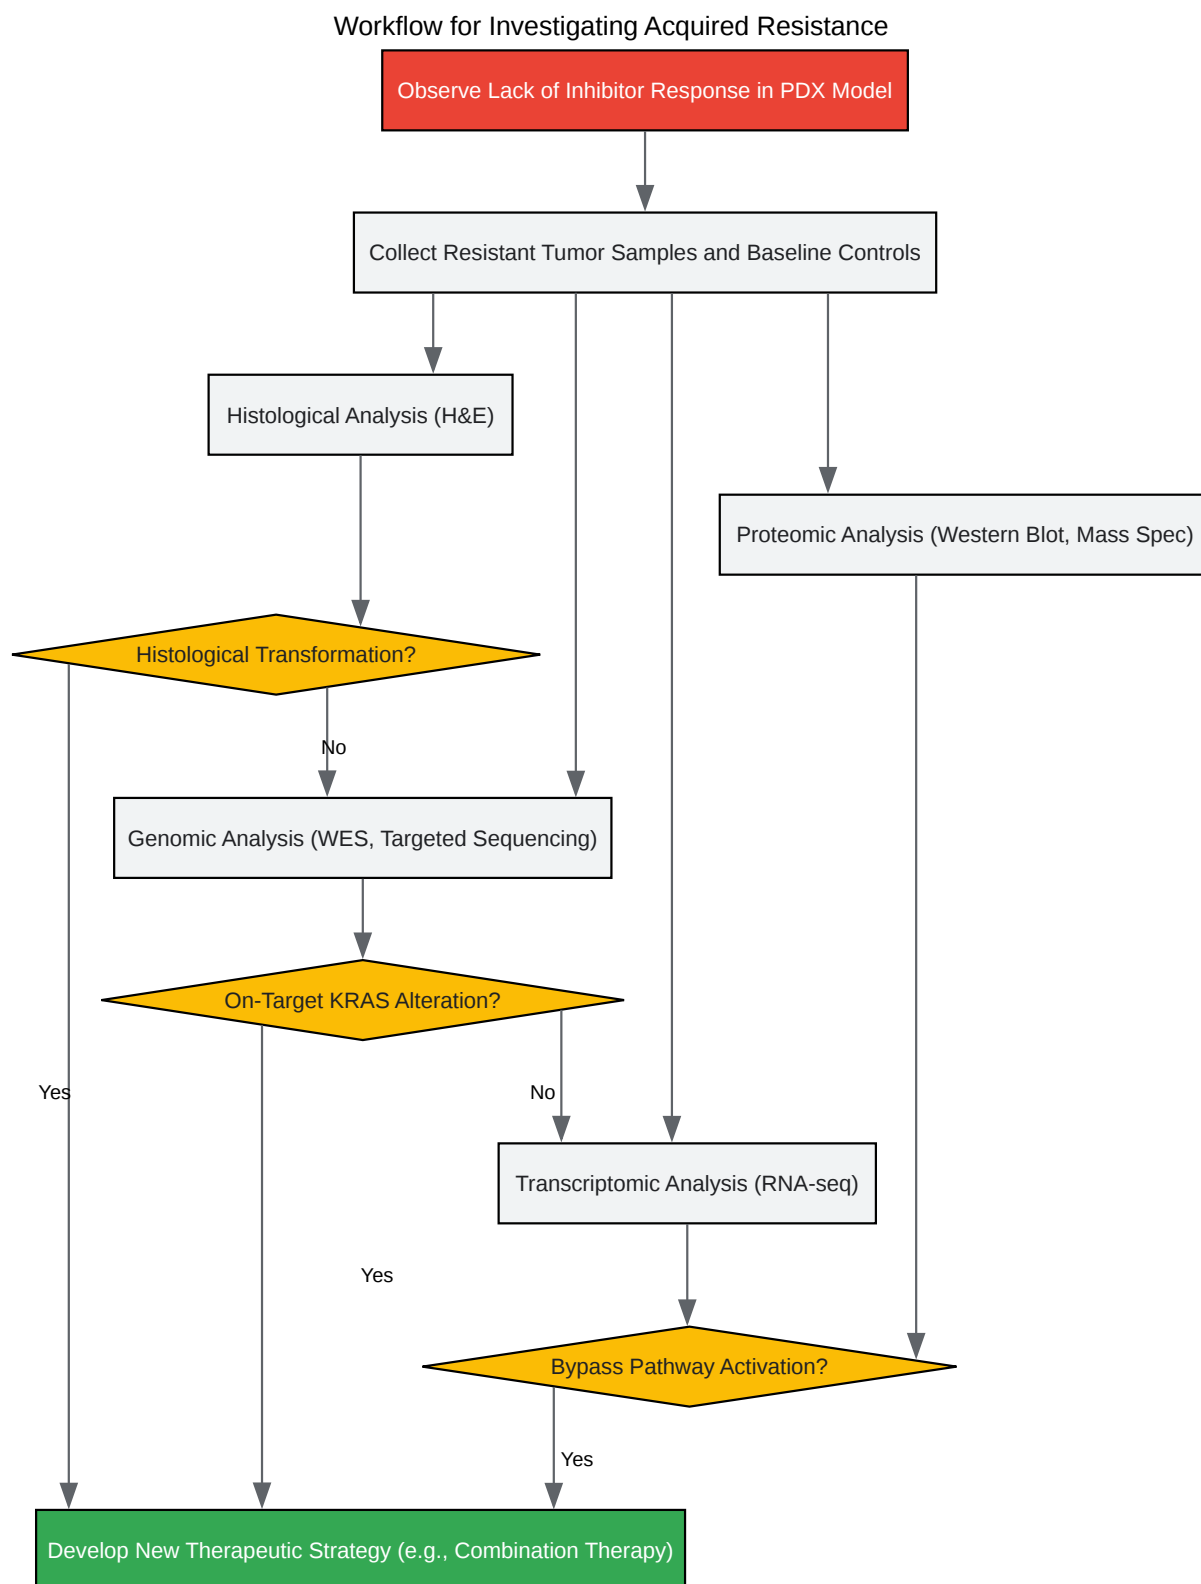 Workflow for Investigating Acquired Resistance
Observe Lack of Inhibitor Response in PDX Model
Collect Resistant Tumor Samples and Baseline Controls
Histological Analysis (H&E)
Proteomic Analysis (Western Blot, Mass Spec)
Histological Transformation?
No
Genomic Analysis (WES, Targeted Sequencing)
On-Target KRAS Alteration?
Yes
No
Transcriptomic Analysis (RNA-seq)
Yes
Bypass Pathway Activation?
Yes
Develop New Therapeutic Strategy (e.g., Combination Therapy)